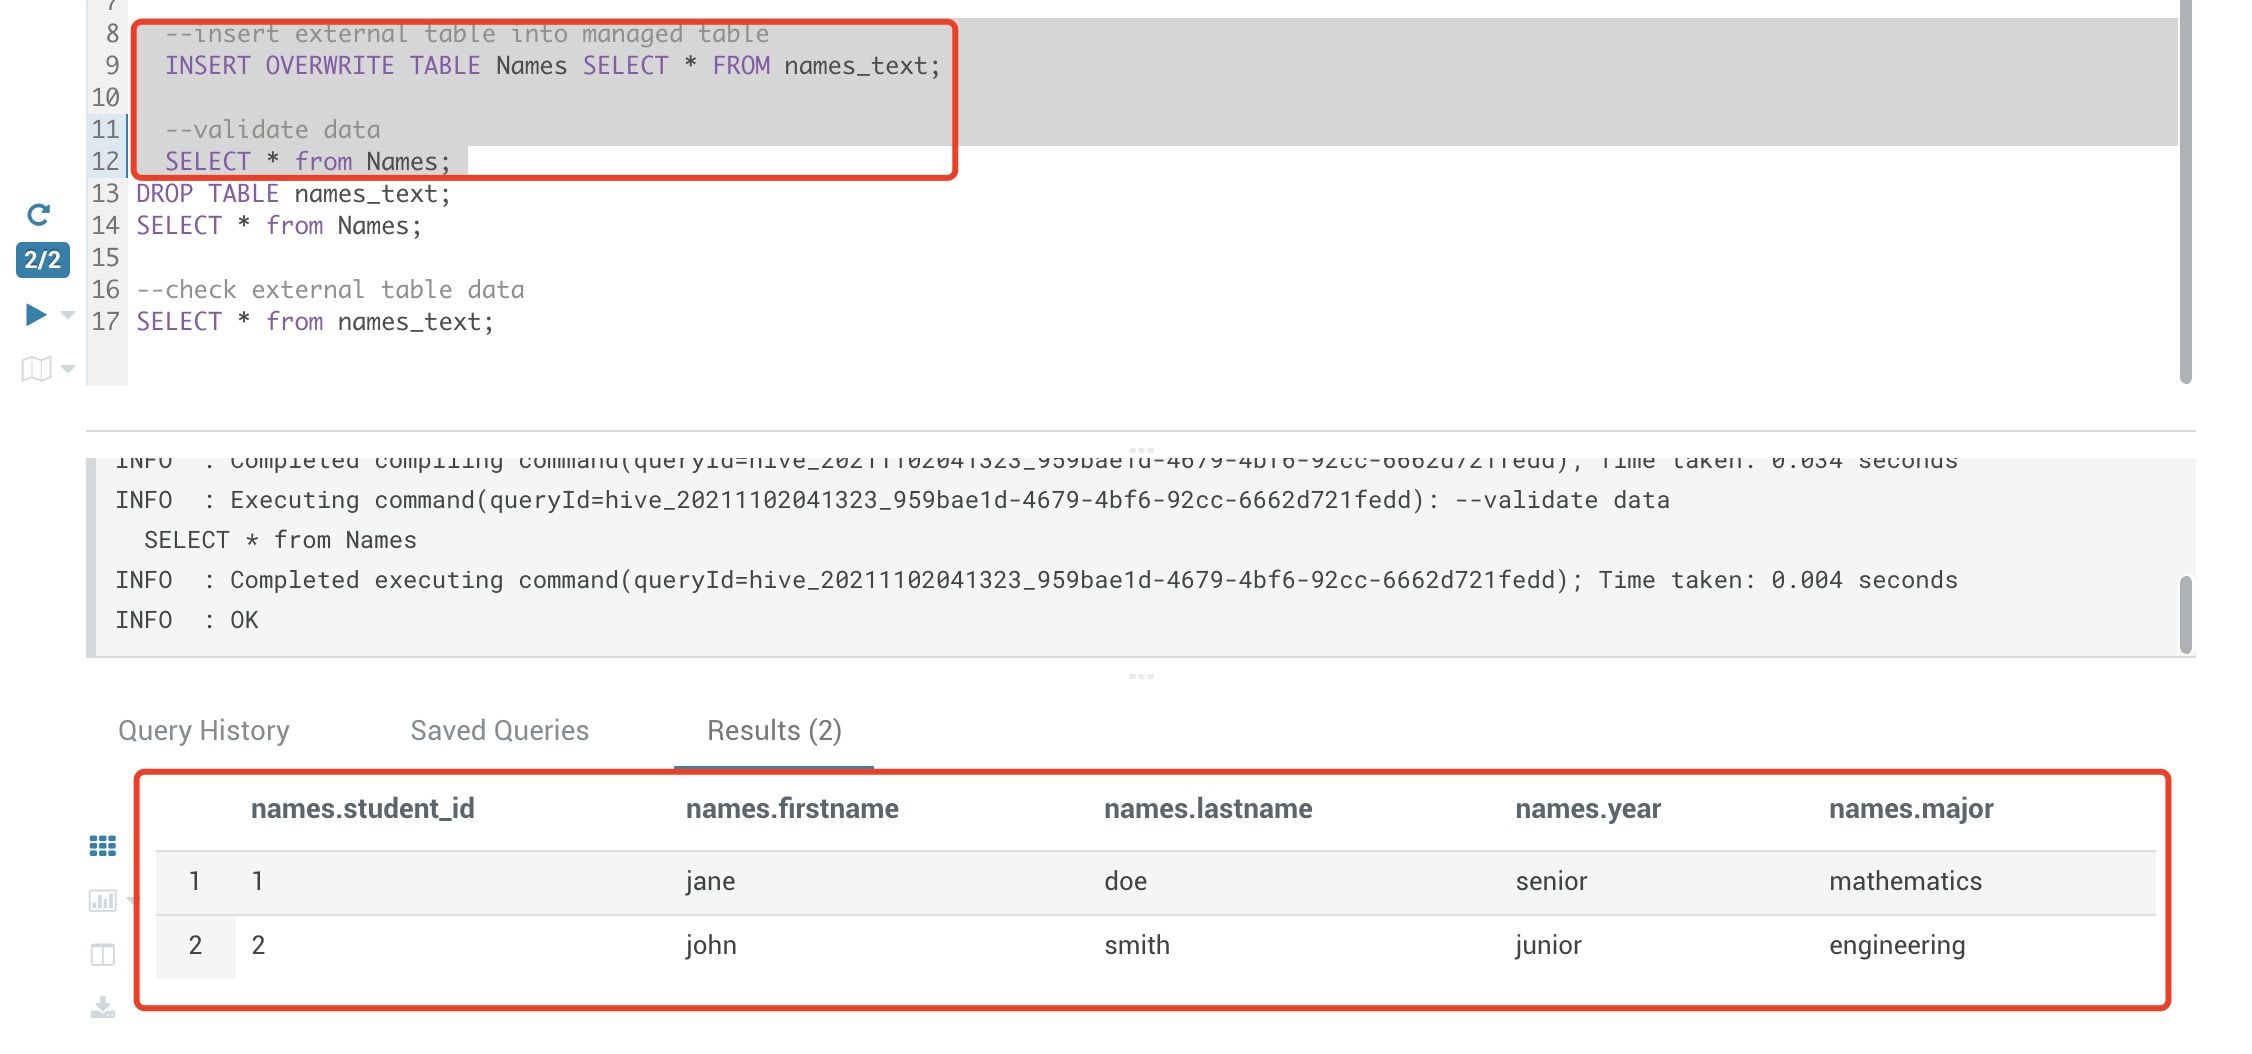 7
8 --insert external table into managed table
9 INSERT OVERWRITE TABLE Names SELECT * FROM names_text;
10
11 --validate data
12 SELECT * from Names;
13 DROP TABLE names_text;
14 SELECT * from Names;
15
2/2
16 --check external table data
17 SELECT * from names_text;
INFO : Completed compiling command(queryId=hive_20211102041323_959bae1d-4679-4bf6-92cc-6662d721fedd); Time taken: 0.034 seconds
INFO : Executing command(queryId=hive_20211102041323_959bae1d-4679-4bf6-92cc-6662d721fedd): --validate data
SELECT * from Names
INFO : Completed executing command(queryId=hive_20211102041323_959bae1d-4679-4bf6-92cc-6662d721fedd); Time taken: 0.004 seconds
INFO : OK
Query History Saved Queries Results (2)
names.student_id names.firstname names.lastname names.year names.major
1 1 jane doe senior mathematics
2 2 john smith junior engineering